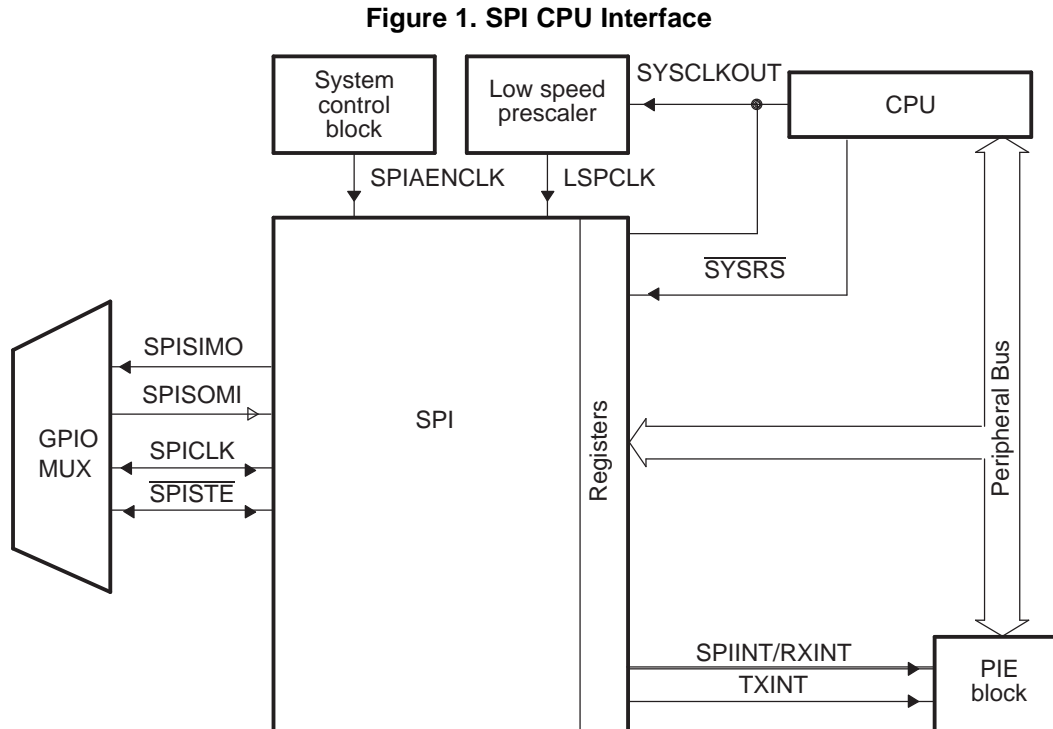 Figure 1. SPI CPU Interface
System
control
block
Low speed
prescaler
SYSCLKOUT
CPU
SPIAENCLK
LSPCLK
SYSRS
SPISIMO
SPISOMI
SPICLK
SPISTE
GPIO
MUX
SPI
Registers
Peripheral Bus
SPIINT/RXINT
TXINT
PIE
block